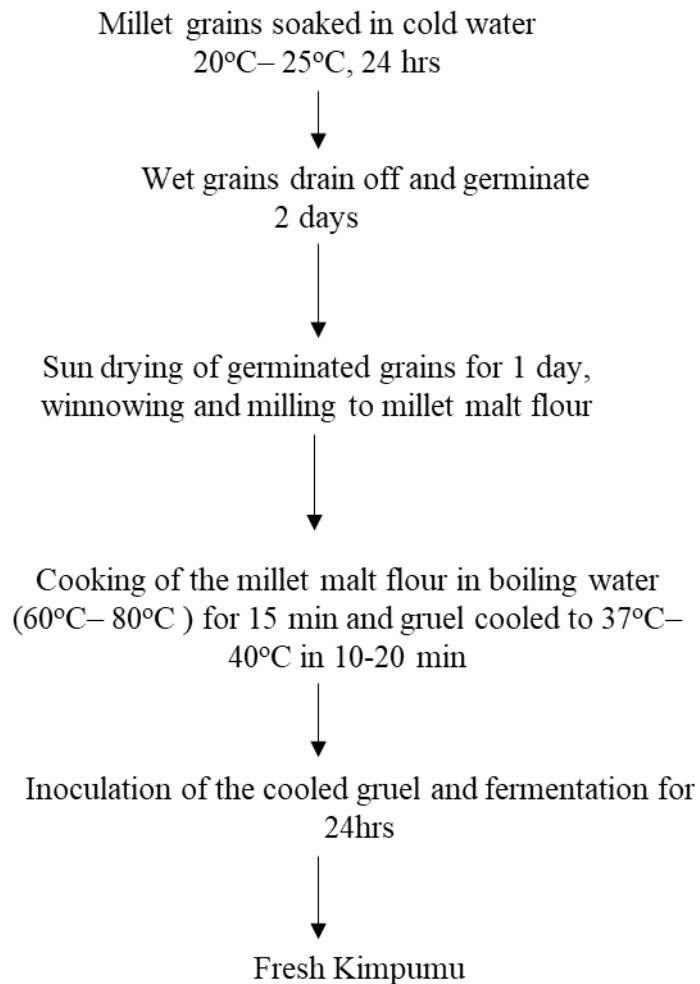 Millet grains soaked in cold water
20°C– 25°C, 24 hrs
Wet grains drain off and germinate
2 days
Sun drying of germinated grains for 1 day,
winnowing and milling to millet malt flour
Cooking of the millet malt flour in boiling water
(60°C– 80°C ) for 15 min and gruel cooled to 37°C–
40°C in 10-20 min
Inoculation of the cooled gruel and fermentation for
24hrs
Fresh Kimpumu